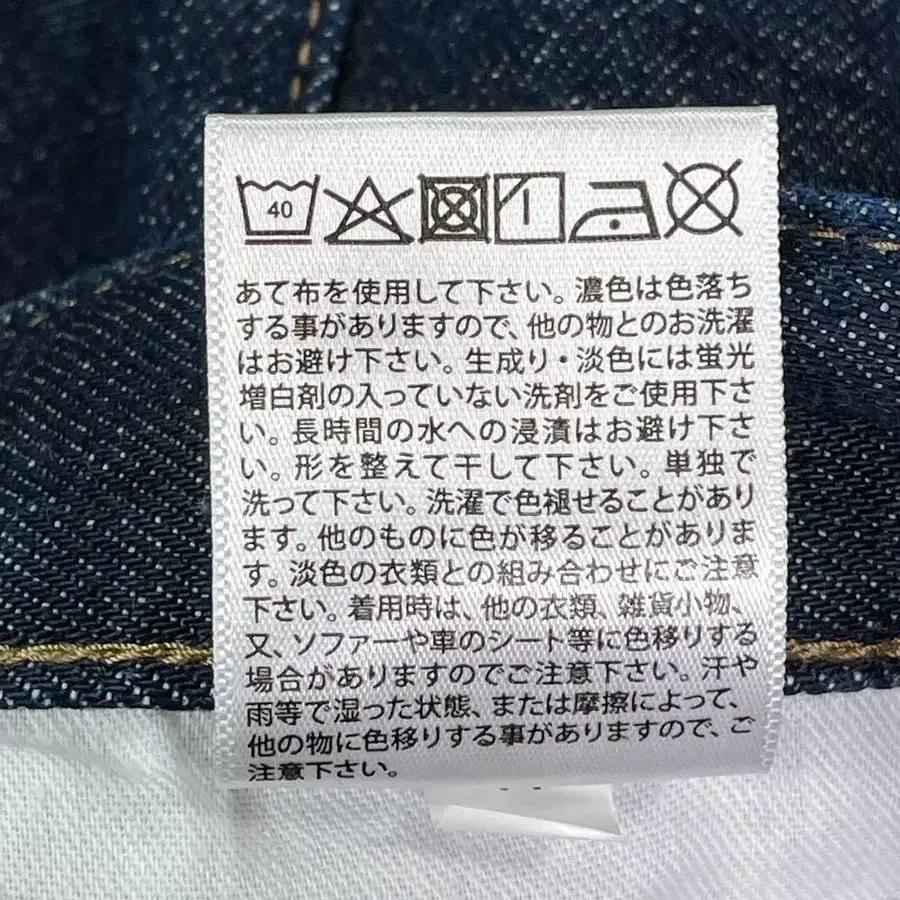 40
あて布を使用して下さい。濃色は色落ち
する事がありますので、他の物とのお洗濯
はお避け下さい。生成り・淡色には蛍光
増白剤の入っていない洗剤をご使用下さ
い。長時間の水への浸漬はお避け下さ
い。形を整えて干して下さい。単独で
洗って下さい。洗濯で色褪せることがあり
ます。他のものに色が移ることがありま
す。淡色の衣類との組み合わせにご注意
下さい。着用時は、他の衣類、雑貨小物、
又、ソファーや車のシート等に色移りする
場合がありますのでご注意下さい。汗や
雨等で湿った状態、または摩擦によって、
他の物に色移りする事がありますので、ご
注意下さい。